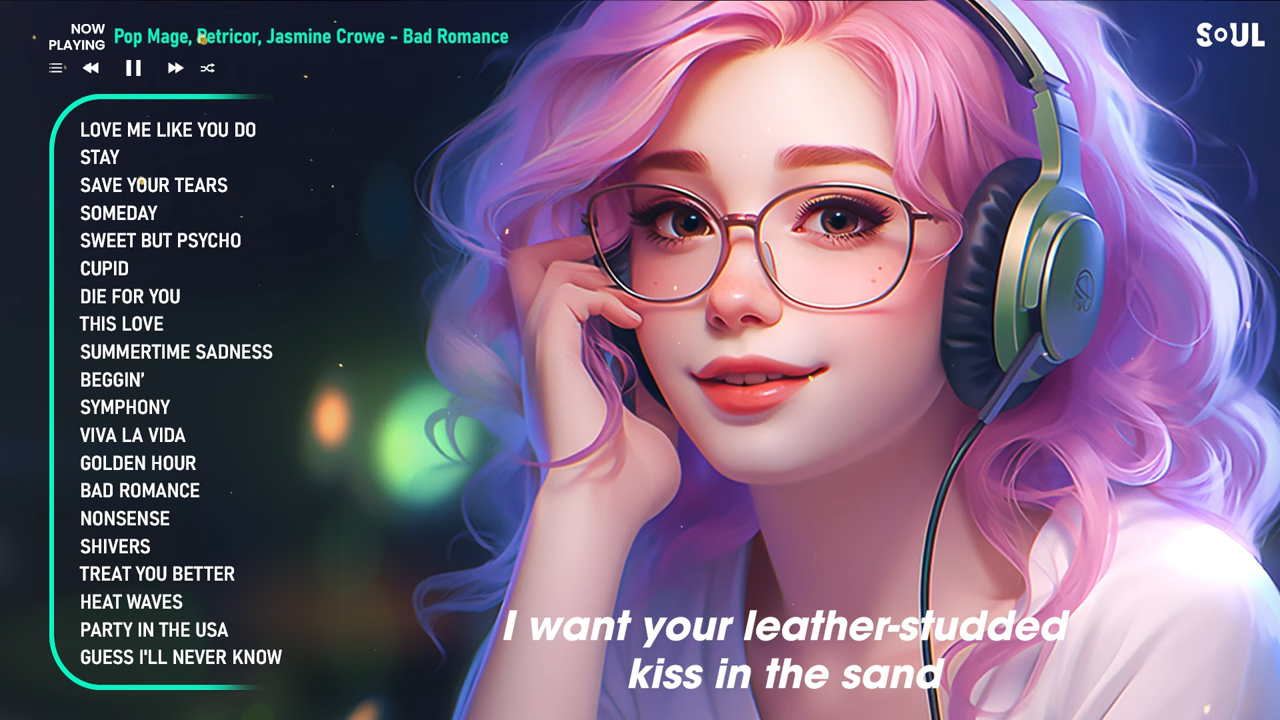 NOW
PLAYING
Pop Mage, Petricor, Jasmine Crowe - Bad Romance
SOUL
LOVE ME LIKE YOU DO
STAY
SAVE YOUR TEARS
SOMEDAY
SWEET BUT PSYCHO
CUPID
DIE FOR YOU
THIS LOVE
SUMMERTIME SADNESS
BEGGIN'
SYMPHONY
VIVA LA VIDA
GOLDEN HOUR
BAD ROMANCE
NONSENSE
SHIVERS
TREAT YOU BETTER
HEAT WAVES
PARTY IN THE USA
GUESS I'LL NEVER KNOW
I want your leather-studded
kiss in the sand